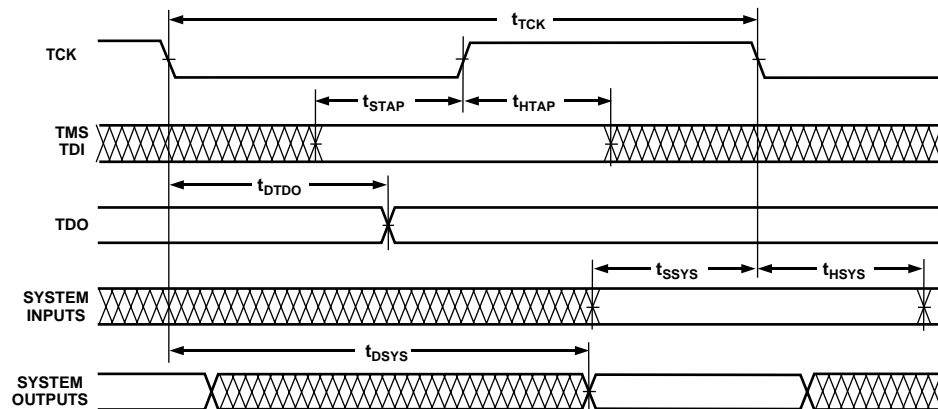 tTCK
TCK
tSTAP
tHTAP
TMS
TDI
tDTDO
TDO
tSSYS
tHSYS
SYSTEM
INPUTS
tDSYS
SYSTEM
OUTPUTS